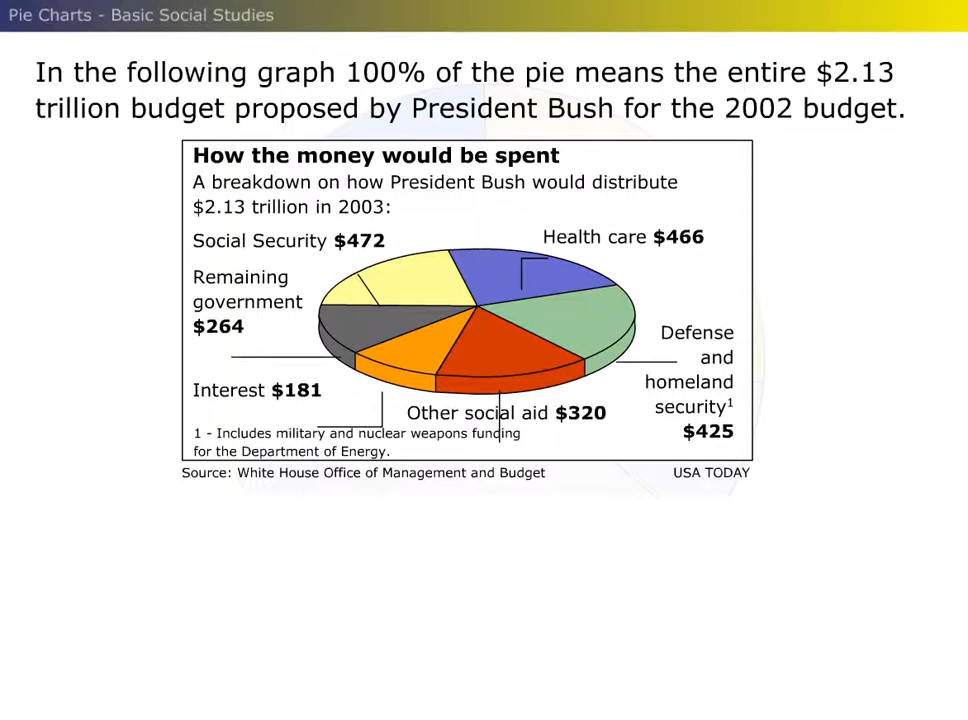 Pie Charts - Basic Social Studies
In the following graph 100% of the pie means the entire $2.13
trillion budget proposed by President Bush for the 2002 budget.
How the money would be spent
A breakdown on how President Bush would distribute
$2.13 trillion in 2003:
Social Security $472
Health care $466
Remaining
government
$264
Defense
and
homeland
security¹
$425
Interest $181
Other social aid $320
1 - Includes military and nuclear weapons funding
for the Department of Energy.
Source: White House Office of Management and Budget
USA TODAY